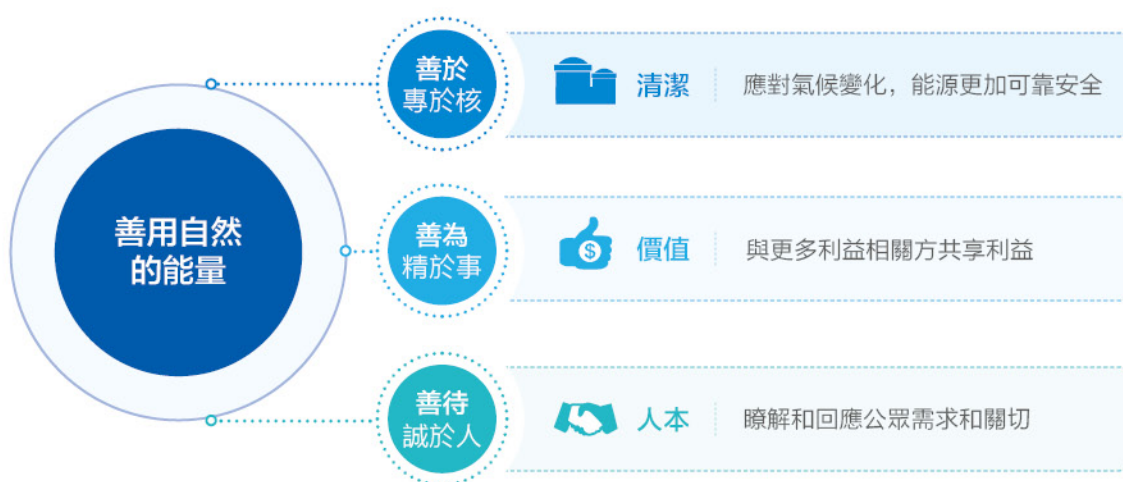 善用自然
的能量
善於
專於核
清潔
應對氣候變化，能源更加可靠安全
善為
精於事
$
價值
與更多利益相關方共享利益
善待
誠於人
人本
瞭解和回應公眾需求和關切